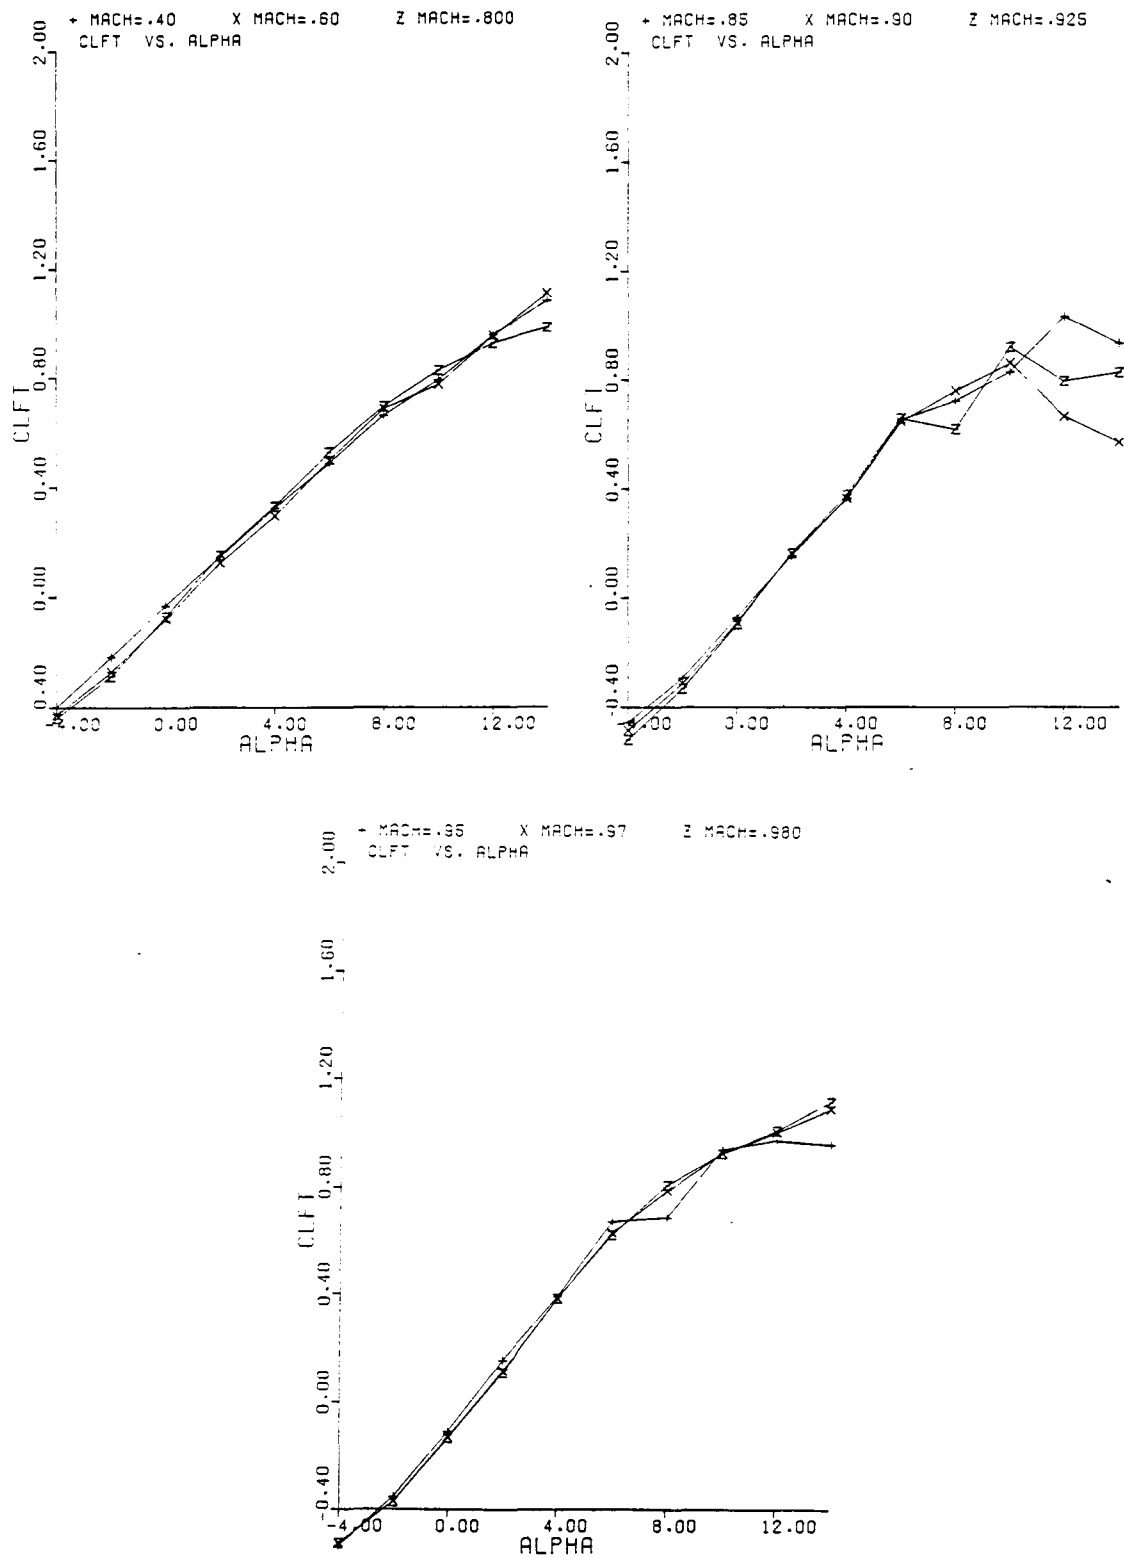 + MACH=.40 X MACH=.60 Z MACH=.800
CLFT VS. ALPHA
2.00
1.60
1.20
0.80
0.40
0.00
0.40
CLFT
-4.00 0.00 4.00 8.00 12.00
ALPHA
+ MACH=.85 X MACH=.90 Z MACH=.925
CLFT VS. ALPHA
2.00
1.60
1.20
0.80
0.40
0.00
-0.40
CLFT
-4.00 0.00 4.00 8.00 12.00
ALPHA
+ MACH=.95 X MACH=.97 Z MACH=.980
CLFT VS. ALPHA
2.00
1.60
1.20
0.80
0.40
0.00
-0.40
CLFT
-4.00 0.00 4.00 8.00 12.00
ALPHA